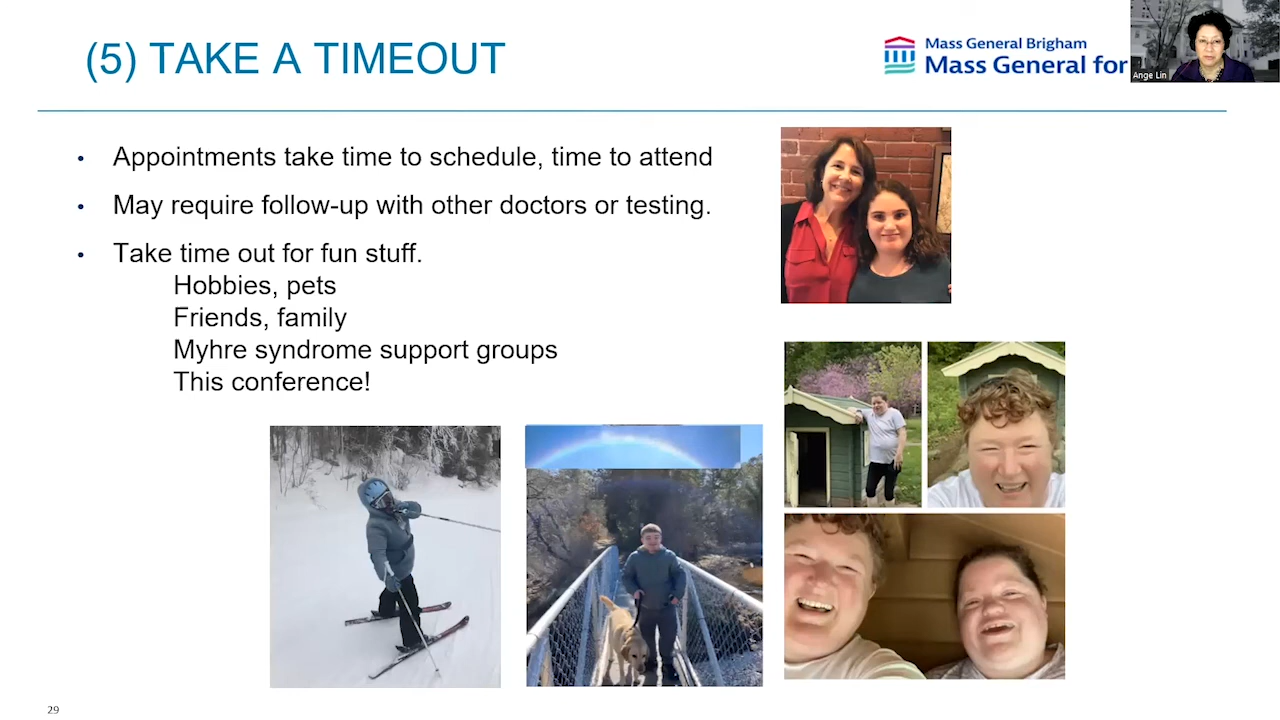 (5) TAKE A TIMEOUT
Mass General Brigham
Mass General for
Ange Lin
• Appointments take time to schedule, time to attend
• May require follow-up with other doctors or testing.
• Take time out for fun stuff.
Hobbies, pets
Friends, family
Myhre syndrome support groups
This conference!
29